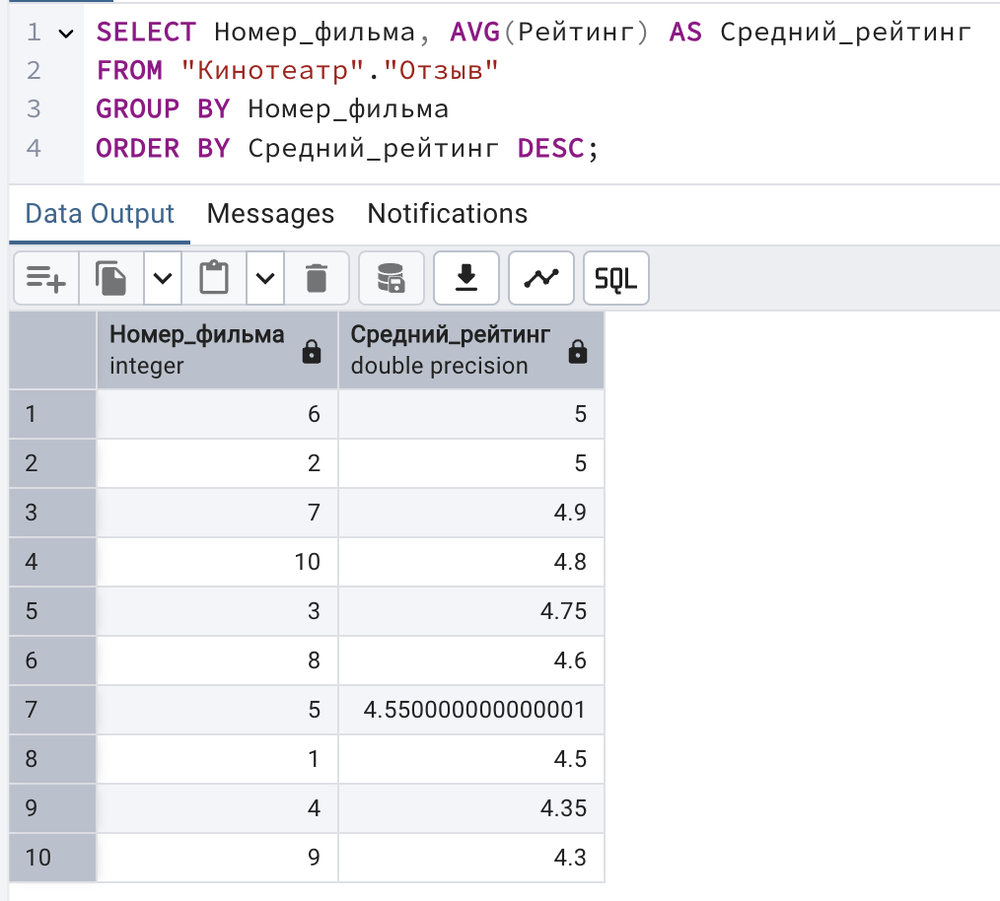 1 SELECT Номер_фильма, AVG(Рейтинг) AS Средний_рейтинг
2 FROM "Кинотеатр"."Отзыв"
3 GROUP BY Номер_фильма
4 ORDER BY Средний_рейтинг DESC;
Data Output Messages Notifications
SQL
Номер_фильма Средний_рейтинг
integer double precision
1 6 5
2 2 5
3 7 4.9
4 10 4.8
5 3 4.75
6 8 4.6
7 5 4.550000000000001
8 1 4.5
9 4 4.35
10 9 4.3